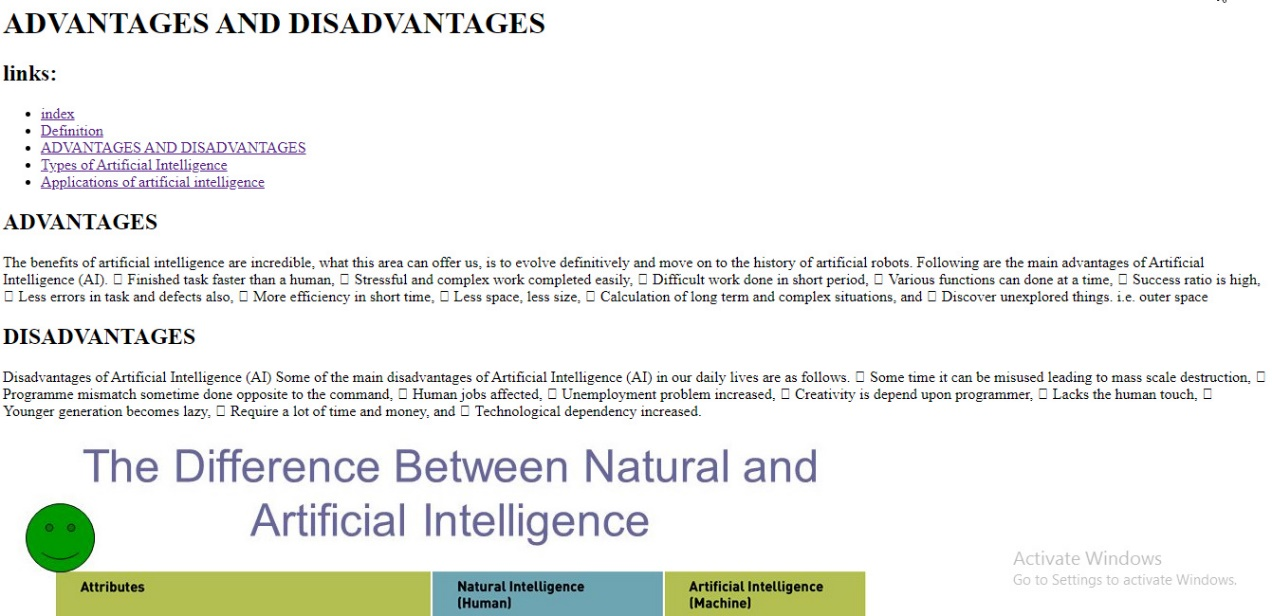 ADVANTAGES AND DISADVANTAGES
links:
• index
• Definition
• ADVANTAGES AND DISADVANTAGES
• Types of Artificial Intelligence
• Applications of artificial intelligence
ADVANTAGES
The benefits of artificial intelligence are incredible, what this area can offer us, is to evolve definitively and move on to the history of artificial robots. Following are the main advantages of Artificial
Intelligence (AI). □ Finished task faster than a human, □ Stressful and complex work completed easily, □ Difficult work done in short period, □ Various functions can done at a time, □ Success ratio is high,
□ Less errors in task and defects also, □ More efficiency in short time, □ Less space, less size, □ Calculation of long term and complex situations, and □ Discover unexplored things. i.e. outer space
DISADVANTAGES
Disadvantages of Artificial Intelligence (AI) Some of the main disadvantages of Artificial Intelligence (AI) in our daily lives are as follows. □ Some time it can be misused leading to mass scale destruction, □
Programme mismatch sometime done opposite to the command, □ Human jobs affected, □ Unemployment problem increased, □ Creativity is depend upon programmer, □ Lacks the human touch, □
Younger generation becomes lazy, □ Require a lot of time and money, and □ Technological dependency increased.
The Difference Between Natural and
Artificial Intelligence
Activate Windows
Go to Settings to activate Windows.
Attributes
Natural Intelligence
(Human)
Artificial Intelligence
(Machine)